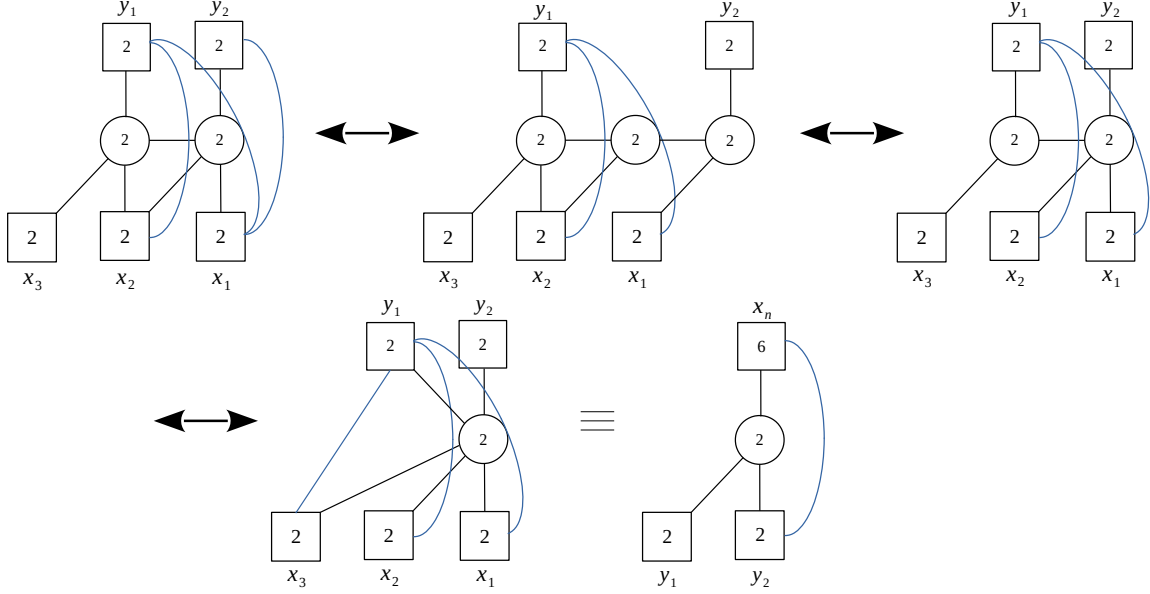 y₁ y₂ y₁ y₂ y₁ y₂
2 2 2 2 2 2
2 2 2 2 2 2 2
2 2 2 2 2 2 2 2 2
x₃ x₂ x₁ x₃ x₂ x₁ x₃ x₂ x₁
y₁ y₂ xₙ
2 2 6
2 2
2 2 2 2 2
x₃ x₂ x₁ y₁ y₂